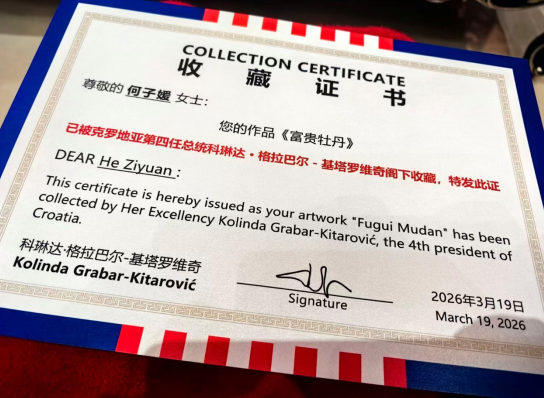 COLLECTION CERTIFICATE
收藏证书
尊敬的 何子媛 女士：
您的作品《富贵牡丹》
已被克罗地亚第四任总统科琳达·格拉巴尔-基塔罗维奇阁下收藏，特发此证
DEAR He Ziyuan :
This certificate is hereby issued as your artwork "Fugui Mudan" has been
collected by Her Excellency Kolinda Grabar-Kitarović, the 4th president of
Croatia.
科琳达·格拉巴尔-基塔罗维奇
Kolinda Grabar-Kitarović
Signature
2026年3月19日
March 19, 2026